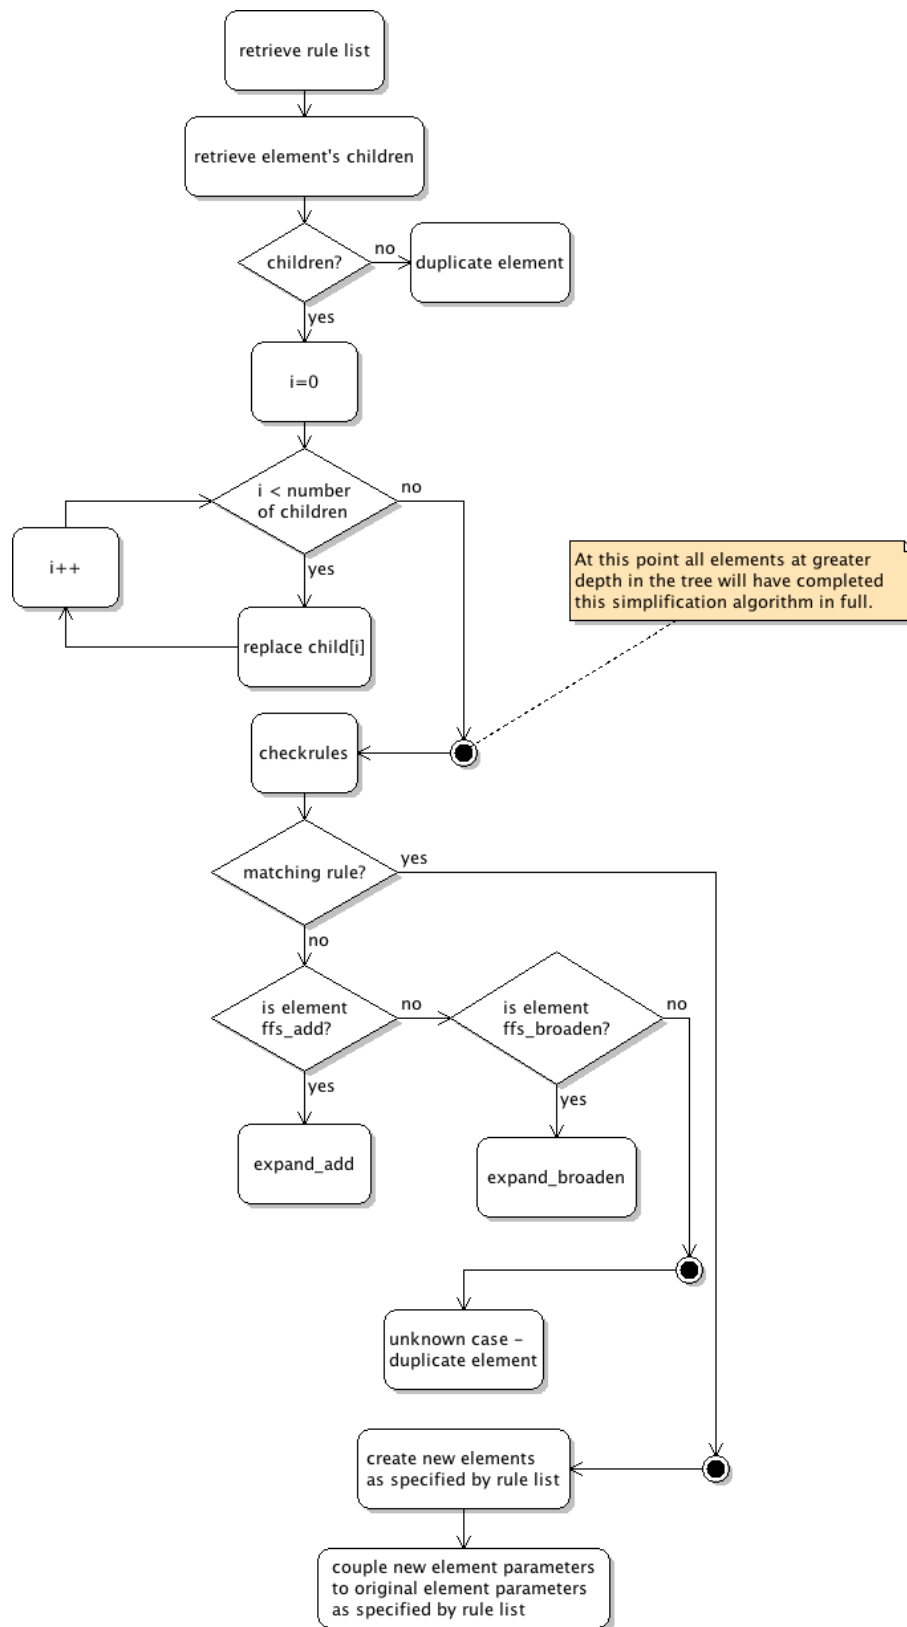 retrieve rule list
retrieve element's children
children?
no
duplicate element
yes
i=0
i < number
of children
no
yes
i++
replace child[i]
At this point all elements at greater
depth in the tree will have completed
this simplification algorithm in full.
checkrules
matching rule?
yes
no
is element
ffs_add?
no
is element
ffs_broaden?
no
yes
yes
expand_add
expand_broaden
unknown case -
duplicate element
create new elements
as specified by rule list
couple new element parameters
to original element parameters
as specified by rule list